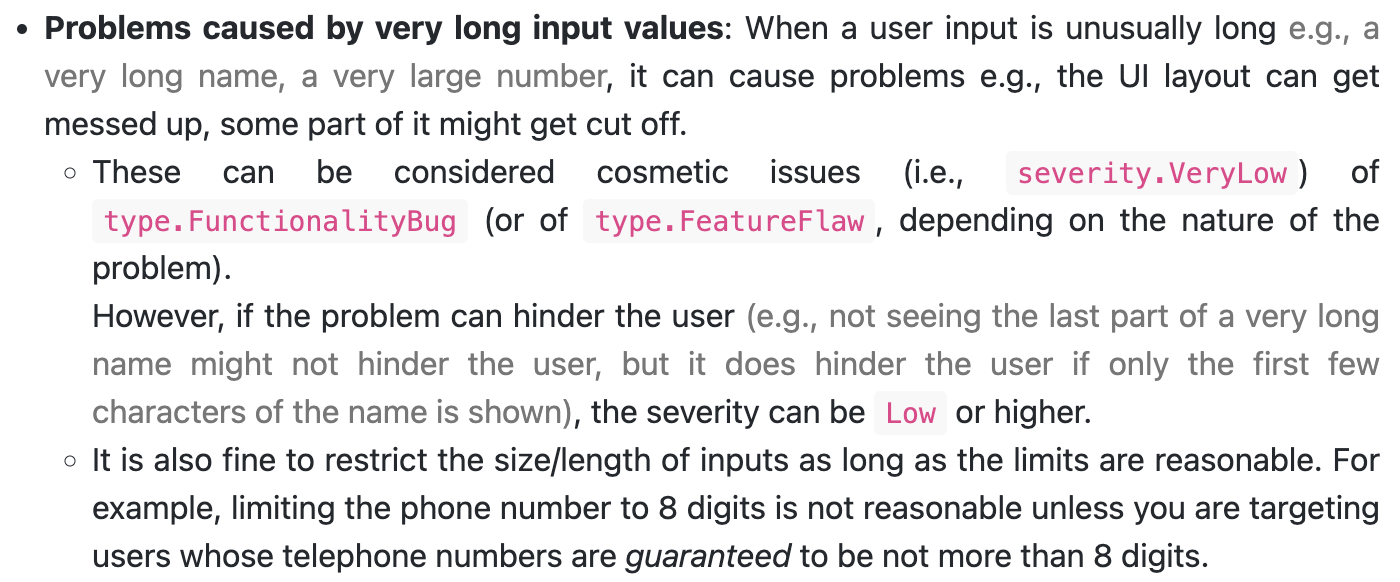 • Problems caused by very long input values: When a user input is unusually long e.g., a
very long name, a very large number, it can cause problems e.g., the UI layout can get
messed up, some part of it might get cut off.
◦ These can be considered cosmetic issues (i.e., severity.VeryLow) of
type.FunctionalityBug (or of type.FeatureFlaw, depending on the nature of the
problem).
However, if the problem can hinder the user (e.g., not seeing the last part of a very long
name might not hinder the user, but it does hinder the user if only the first few
characters of the name is shown), the severity can be Low or higher.
◦ It is also fine to restrict the size/length of inputs as long as the limits are reasonable. For
example, limiting the phone number to 8 digits is not reasonable unless you are targeting
users whose telephone numbers are guaranteed to be not more than 8 digits.